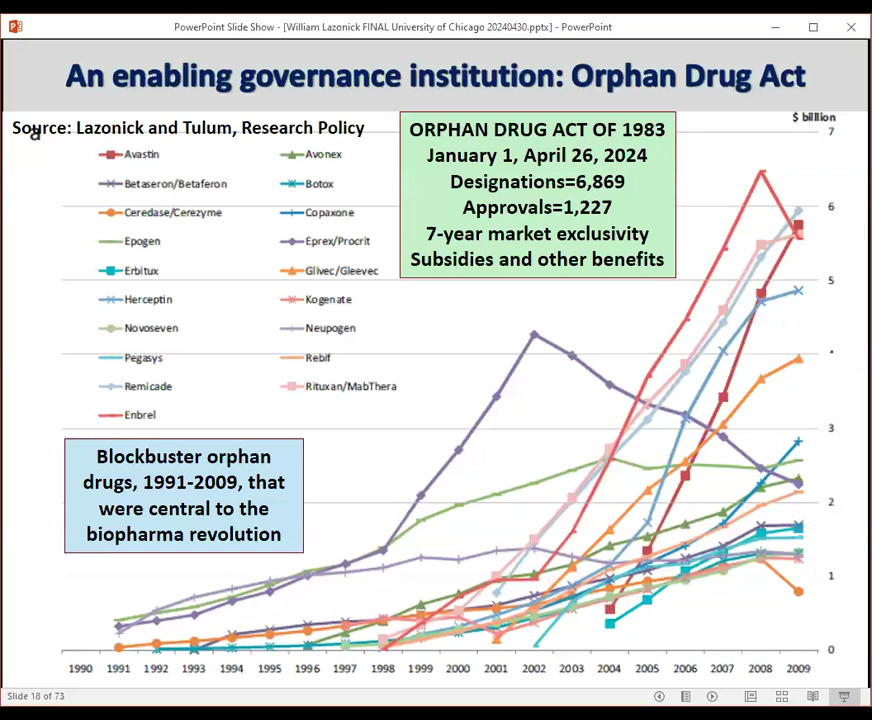 PowerPoint Slide Show - [William Lazonick FINAL University of Chicago 20240430.pptx] - PowerPoint
An enabling governance institution: Orphan Drug Act
Source: Lazonick and Tulum, Research Policy
ORPHAN DRUG ACT OF 1983
January 1, April 26, 2024
Designations=6,869
Approvals=1,227
7-year market exclusivity
Subsidies and other benefits
$ billion
Avastin
Avonex
Betaseron/Betaferon
Botox
Ceredase/Cerezyme
Copaxone
Epogen
Eprex/Procrit
Erbitux
Glivec/Gleevec
Herceptin
Kogenate
Novoseven
Neupogen
Pegasys
Rebif
Remicade
Rituxan/MabThera
Enbrel
Blockbuster orphan
drugs, 1991-2009, that
were central to the
biopharma revolution
7
6
5
3
2
1
0
1990 1991 1992 1993 1994 1995 1996 1997 1998 1999 2000 2001 2002 2003 2004 2005 2006 2007 2008 2009
Slide 18 of 73